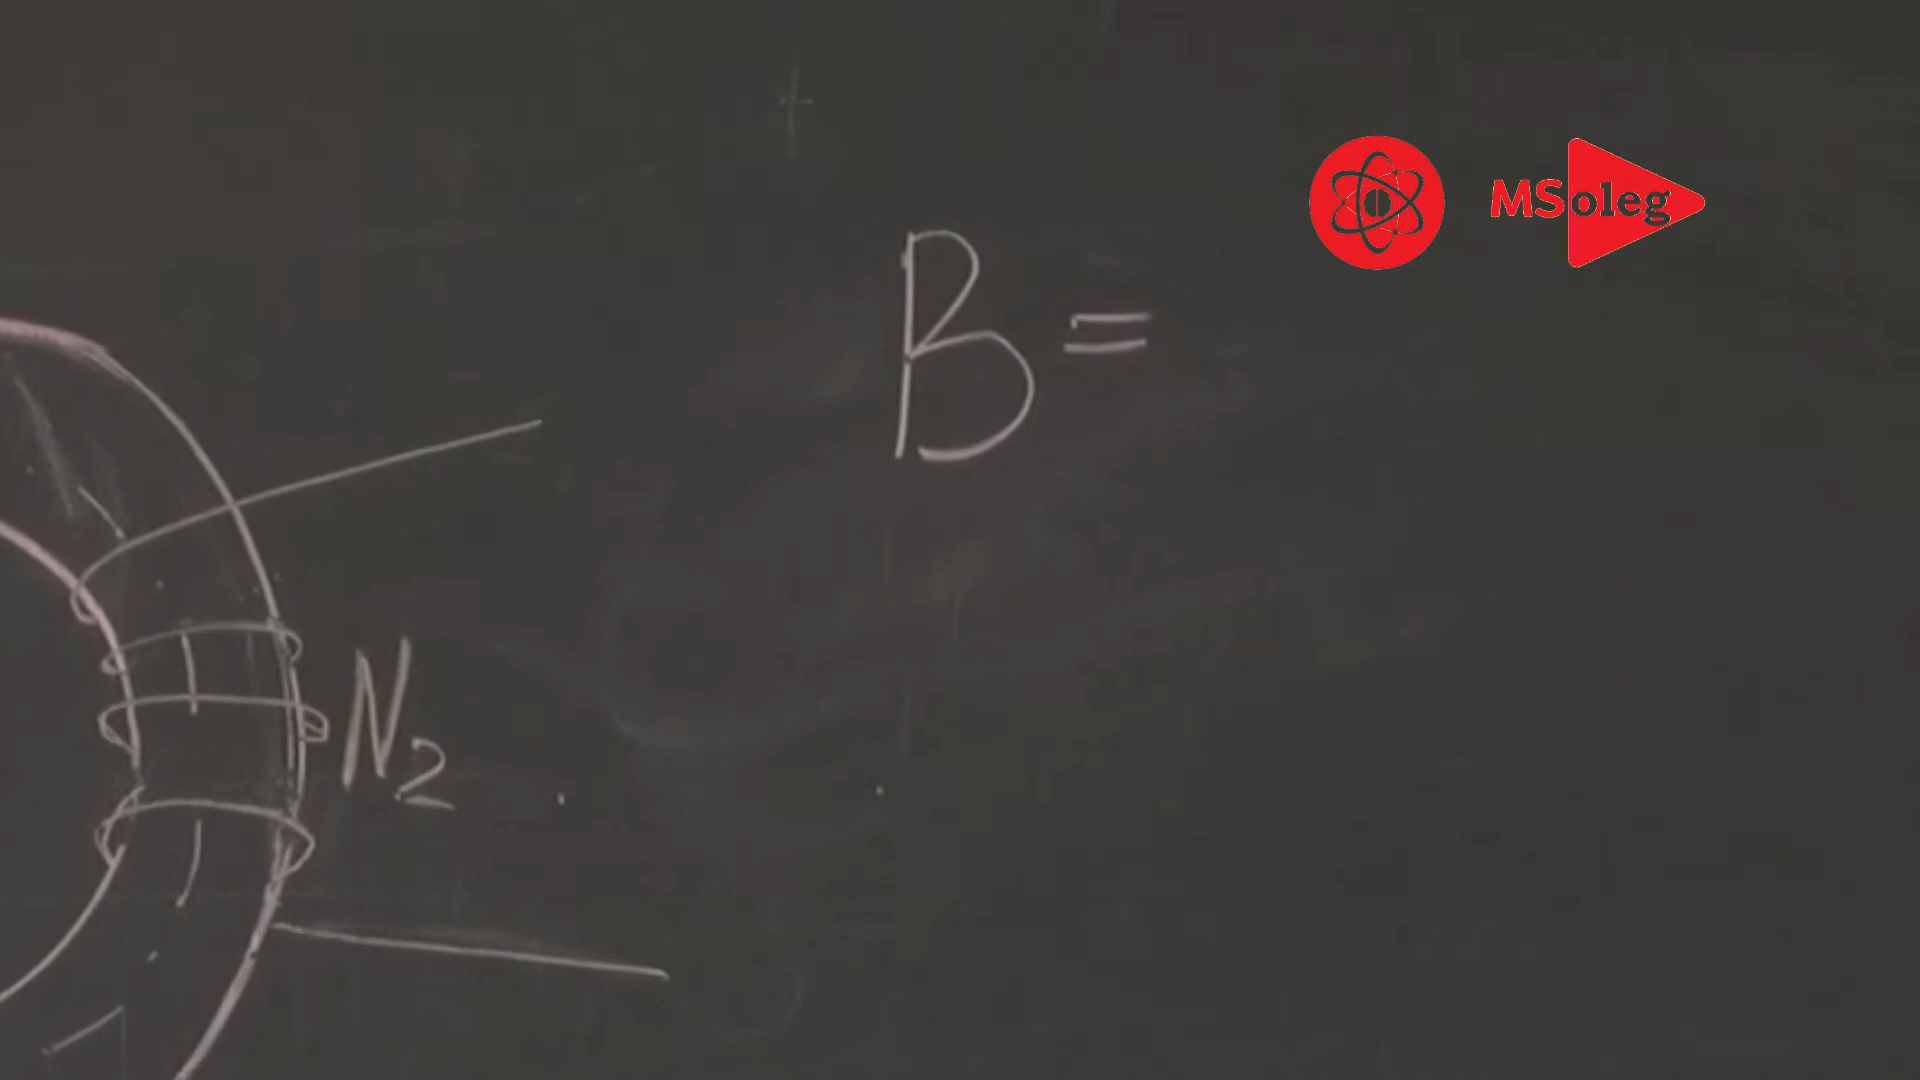 MSoleg
B =
N₂